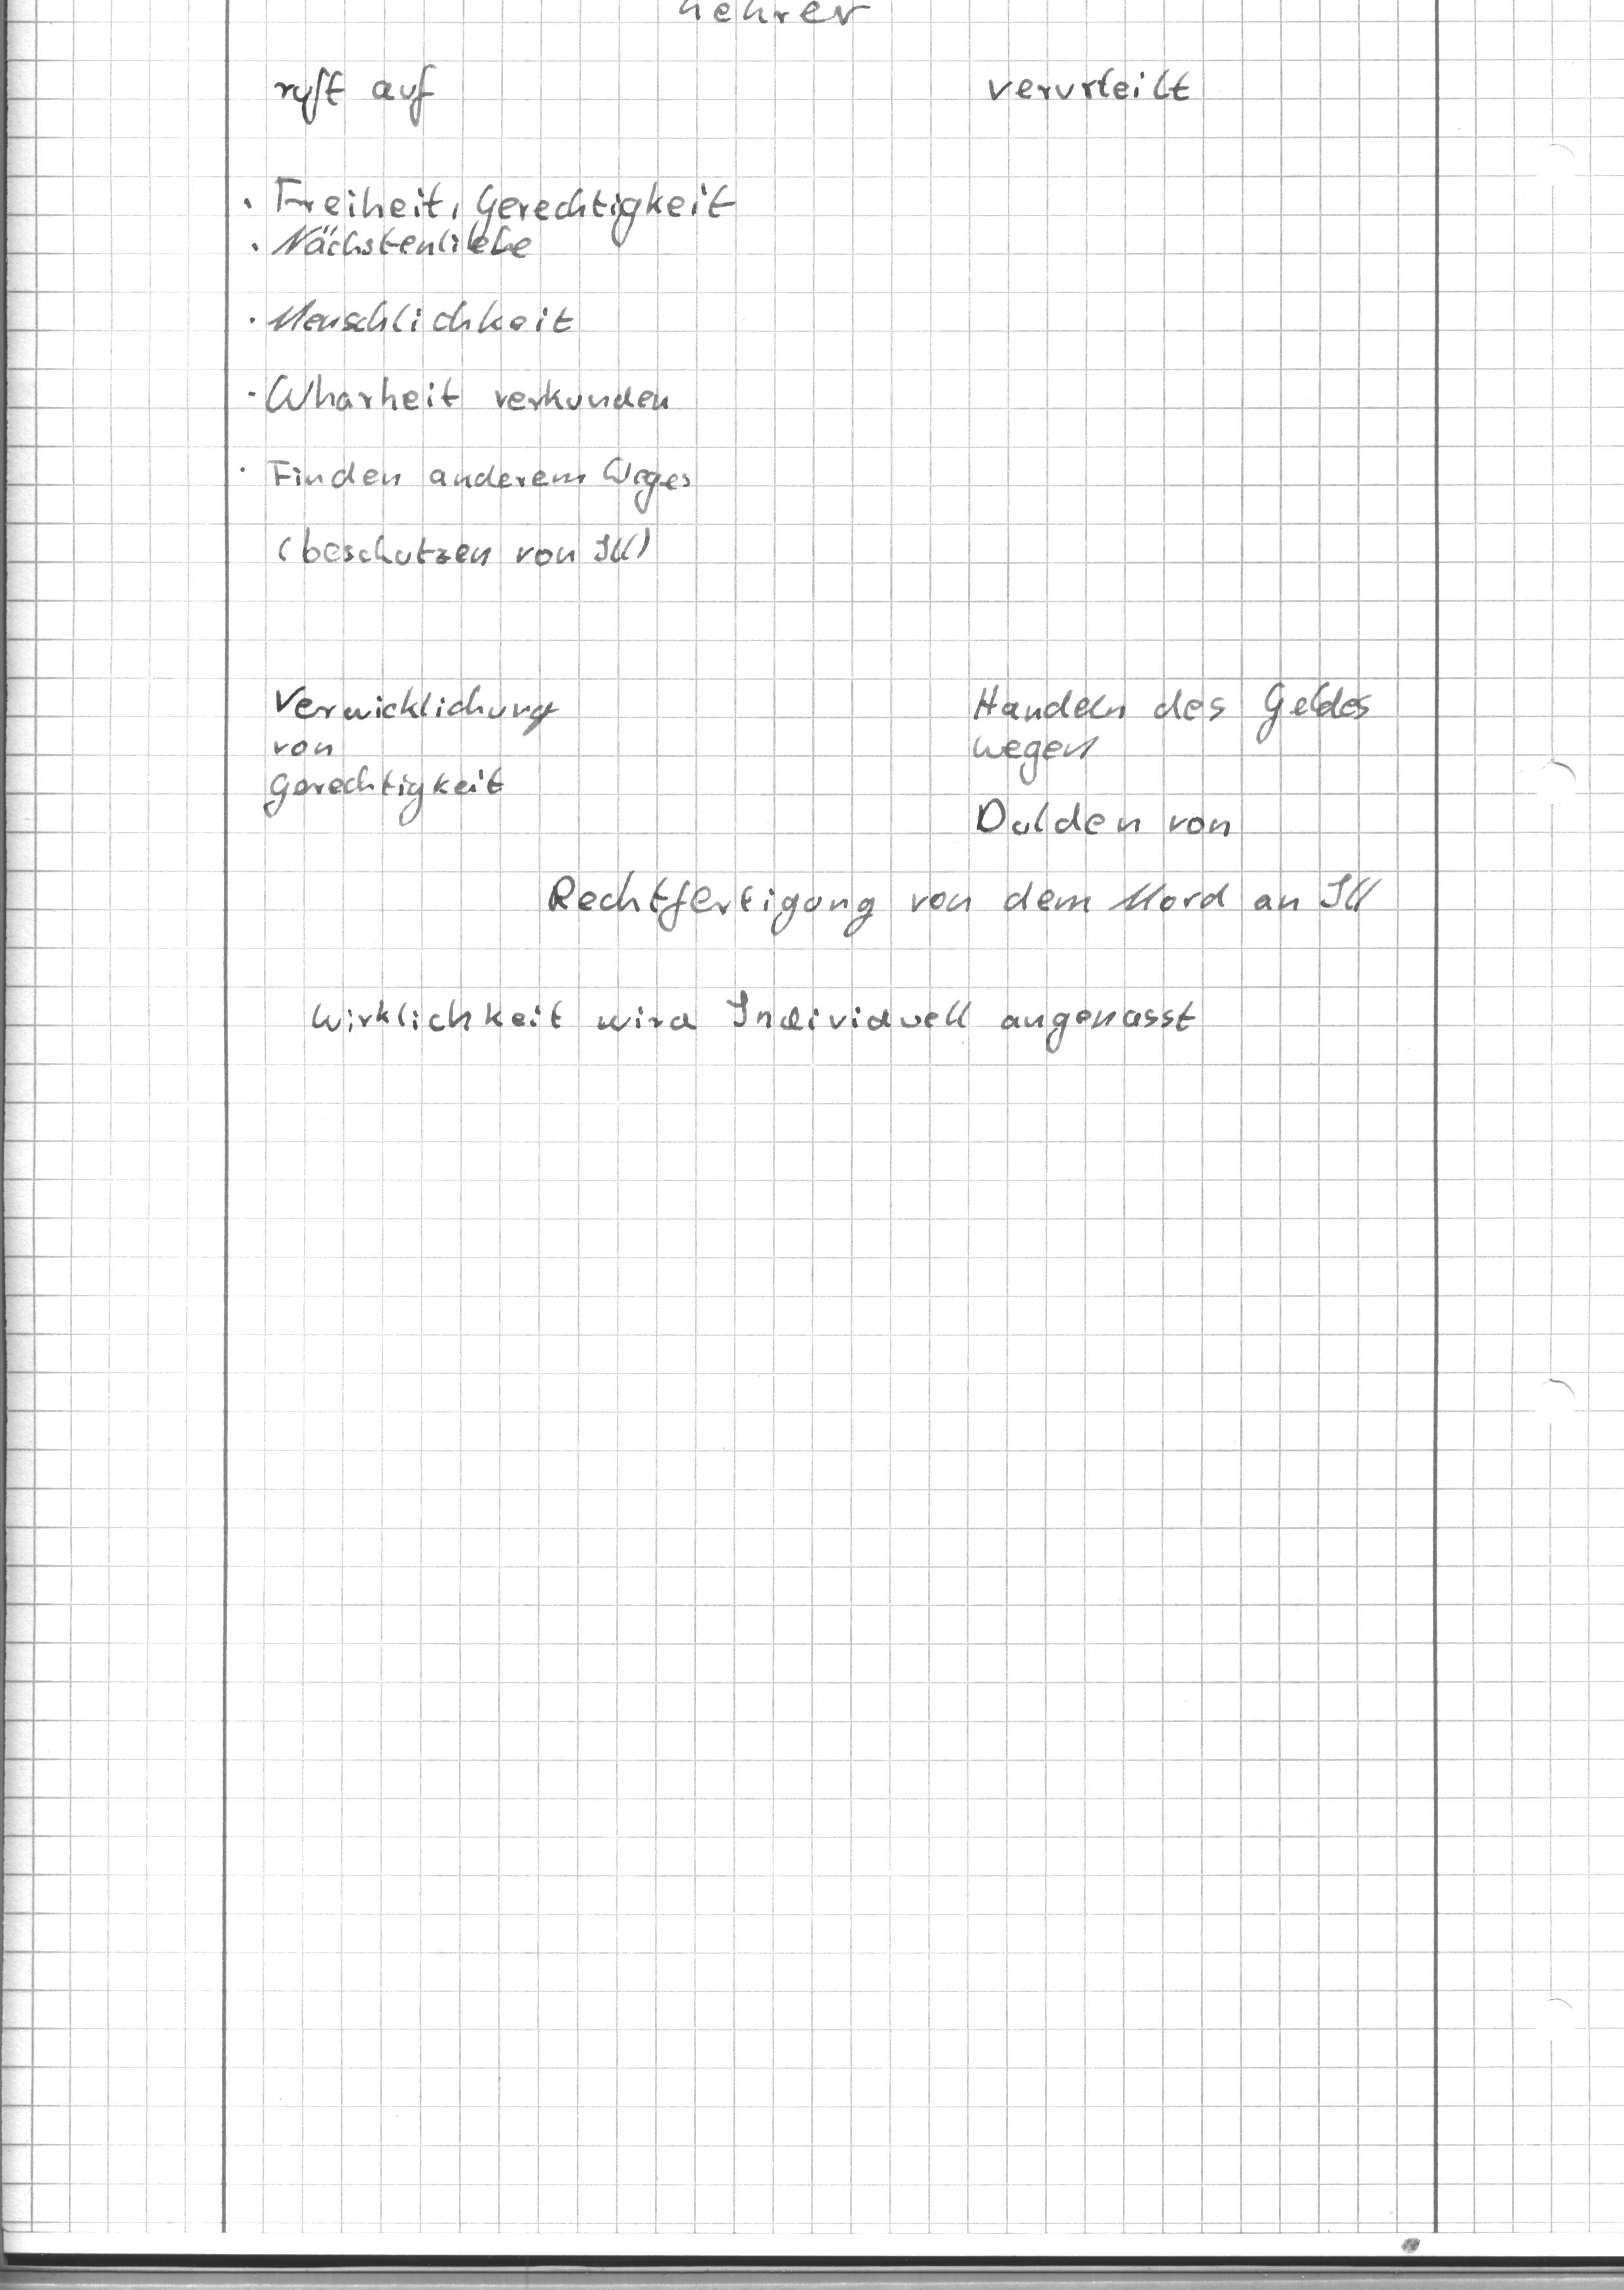 Lehrer
ruft auf
verurteilt
· Freiheit, Gerechtigkeit
· Nächstenliebe
· Menschlichkeit
· Wharheit verkunden
· Finden anderem Weges
(beschutzen von Ill)
Verwicklichung
von
Gerechtigkeit
Handeln des Geldes
wegen
Dulden von
Rechtfertigung von dem Mord an Ill
Wirklichkeit wird Individuell angepasst